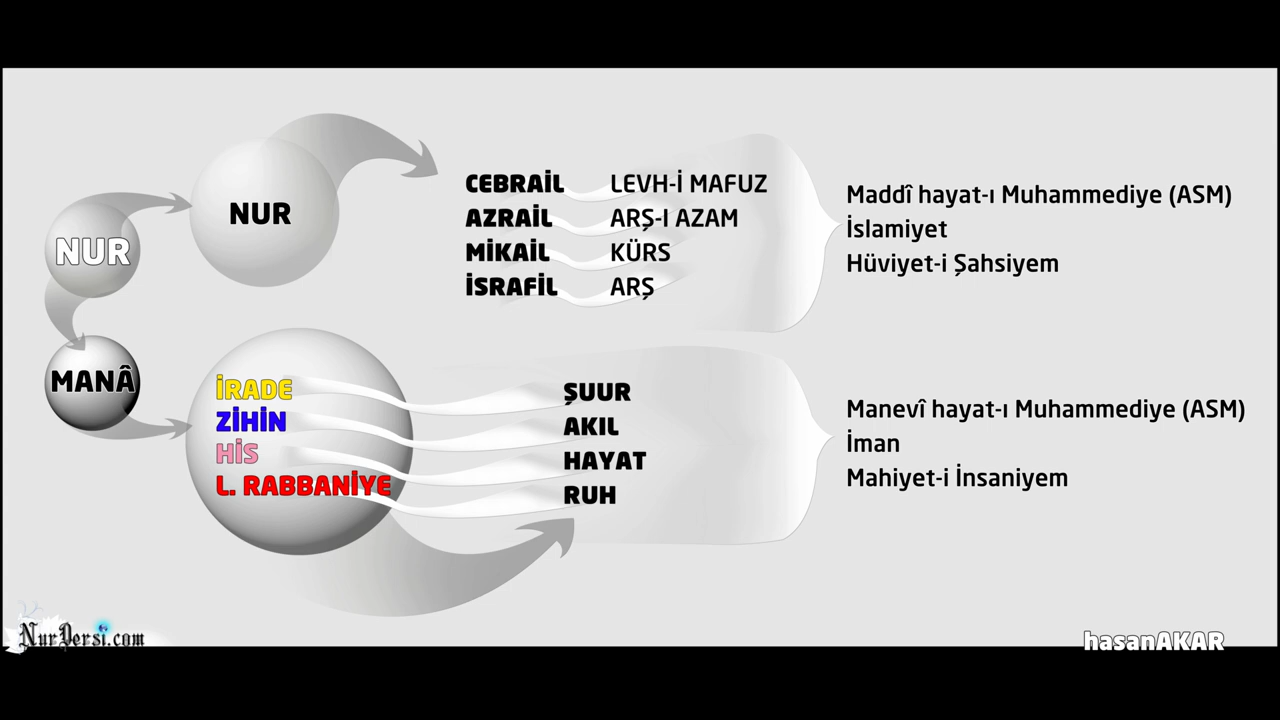 NUR
NUR
MANÂ
CEBRAİL LEVH-İ MAFUZ
AZRAİL ARŞ-I AZAM
MİKAİL KÜRS
İSRAFİL ARŞ
Maddî hayat-ı Muhammediye (ASM)
İslamiyet
Hüviyet-i Şahsiyem
İRADE
ZİHİN
HİS
L. RABBANİYE
ŞUUR
AKIL
HAYAT
RUH
Manevî hayat-ı Muhammediye (ASM)
İman
Mahiyet-i İnsaniyem
NurDersi.com
hasanAKAR